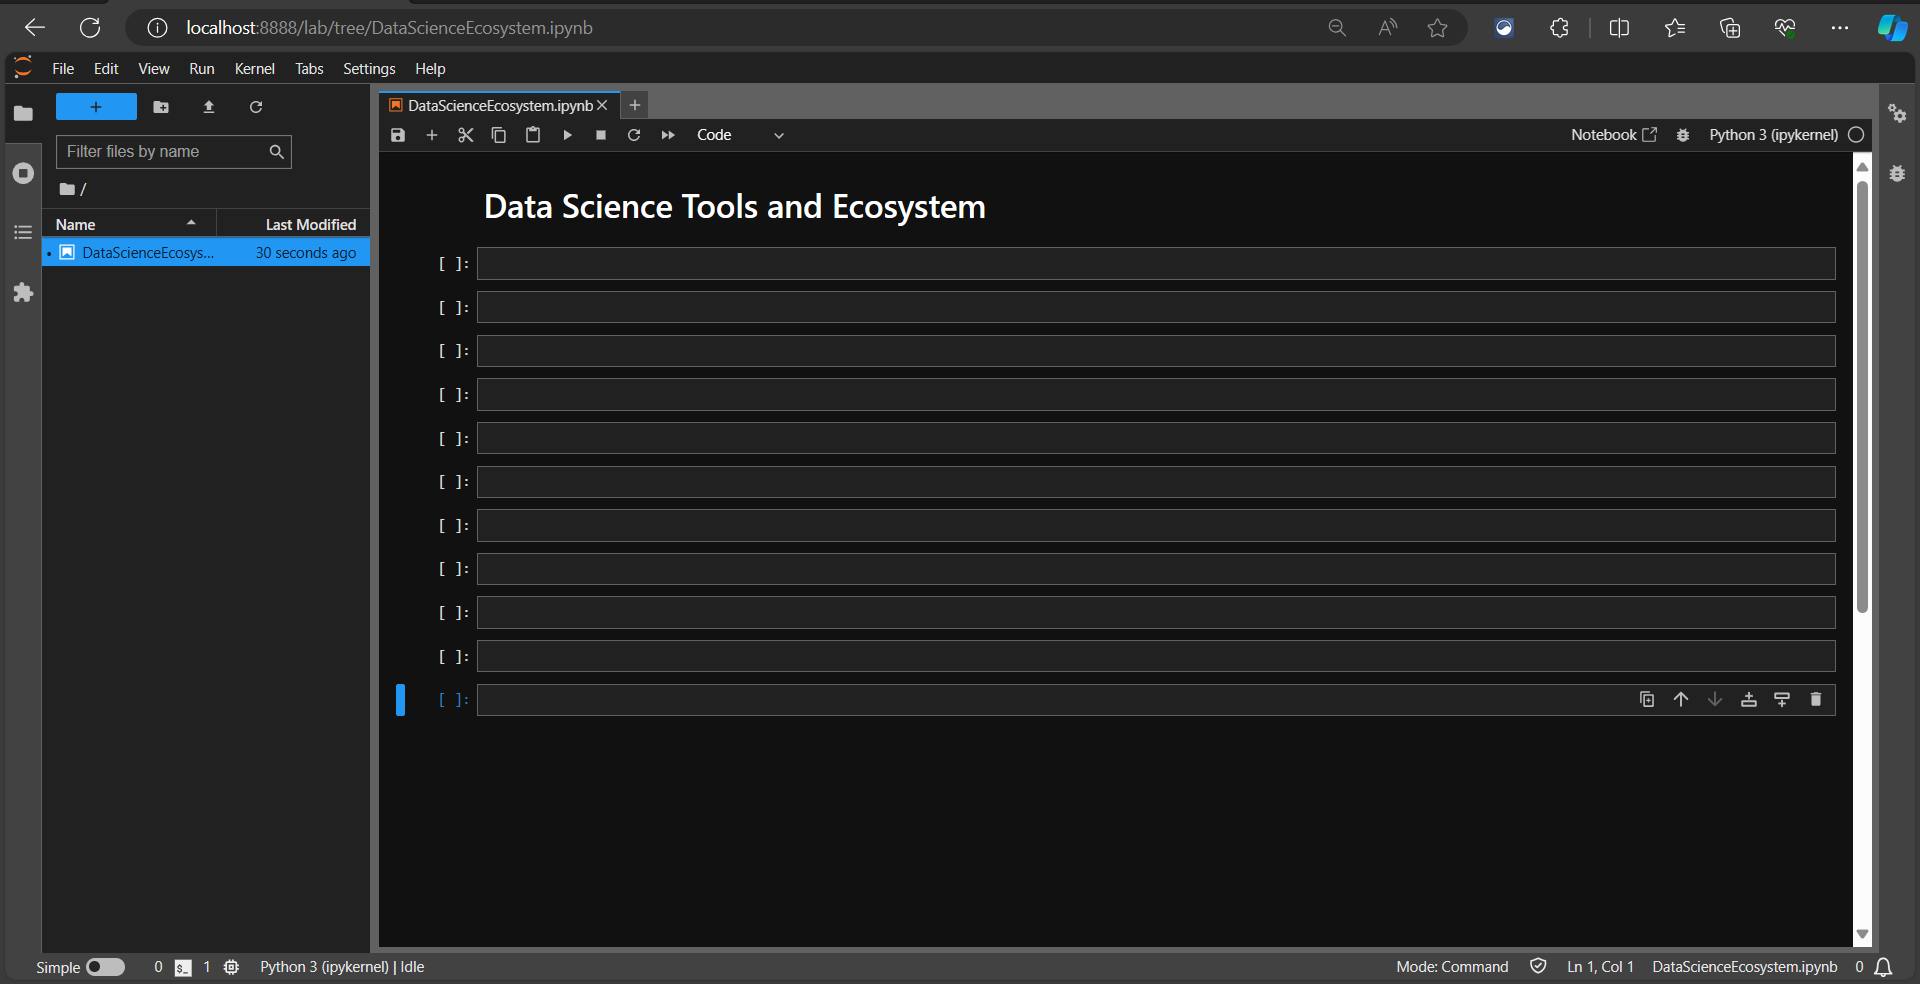 localhost:8888/lab/tree/DataScienceEcosystem.ipynb
File Edit View Run Kernel Tabs Settings Help
Filter files by name
/
Name Last Modified
DataScienceEcosys... 30 seconds ago
DataScienceEcosystem.ipynb
Code Notebook Python 3 (ipykernel)
Data Science Tools and Ecosystem
[ ]:
[ ]:
[ ]:
[ ]:
[ ]:
[ ]:
[ ]:
[ ]:
[ ]:
[ ]:
[ ]:
Simple 0 $_ 1 Python 3 (ipykernel) | Idle Mode: Command Ln 1, Col 1 DataScienceEcosystem.ipynb 0